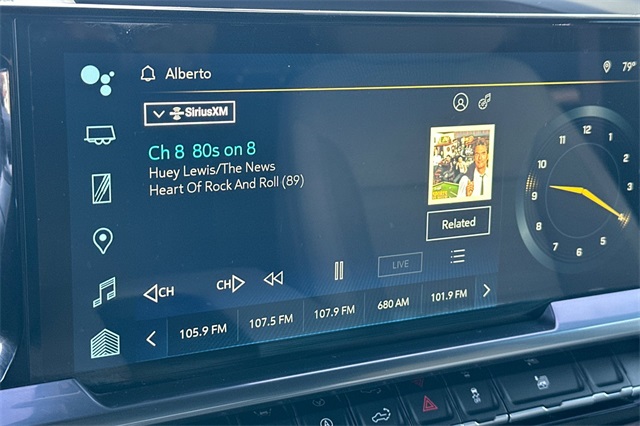 Alberto
79°
SiriusXM
Ch 8 80s on 8
Huey Lewis/The News
Heart Of Rock And Roll (89)
Related
CH
CH
LIVE
105.9 FM
107.5 FM
107.9 FM
680 AM
101.9 FM
12
1
2
3
4
5
6
7
8
9
10
11